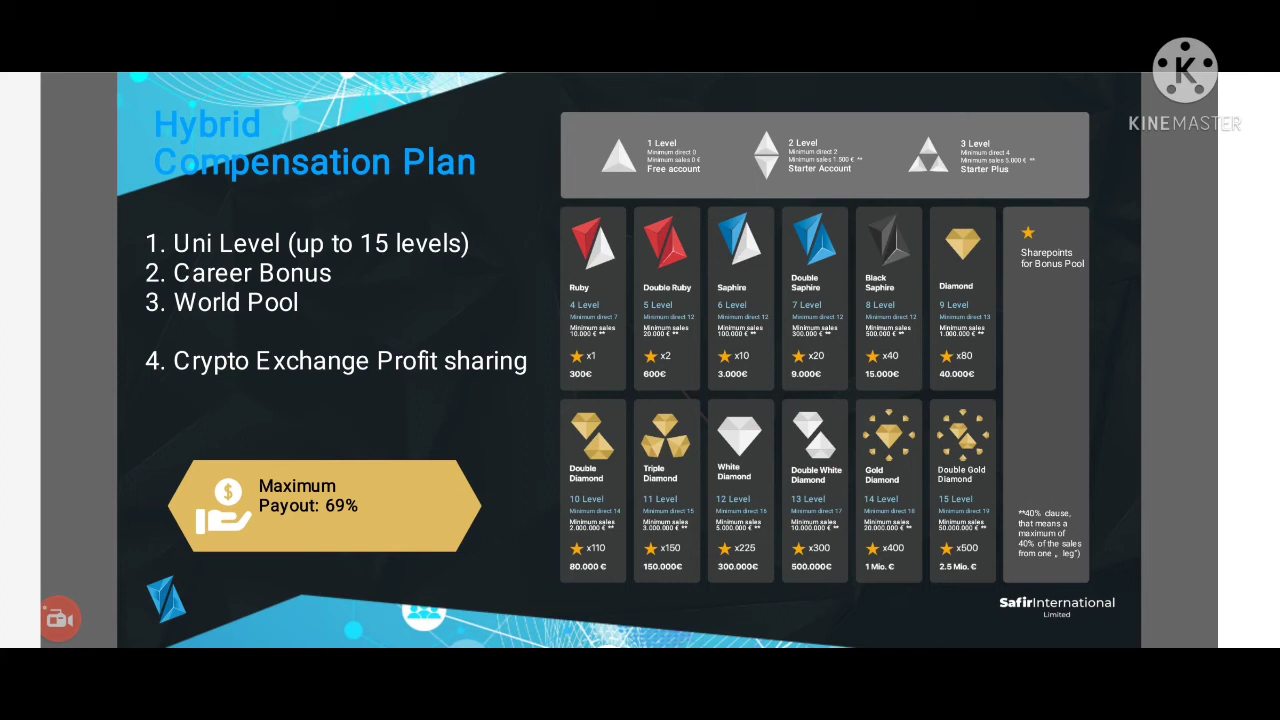 KINEMASTER
Hybrid
Compensation Plan
1. Uni Level (up to 15 levels)
2. Career Bonus
3. World Pool
4. Crypto Exchange Profit sharing
Maximum
Payout: 69%
1 Level
Minimum direct 0
Minimum sales 0 €
Free account
2 Level
Minimum direct 2
Minimum sales 1.500 € **
Starter Account
3 Level
Minimum direct 4
Minimum sales 5.000 € **
Starter Plus
Ruby
4 Level
Minimum direct 7
Minimum sales
10.000 € **
x1
300€
Double Ruby
5 Level
Minimum direct 12
Minimum sales
20.000 € **
x2
600€
Saphire
6 Level
Minimum direct 12
Minimum sales
100.000 € **
x10
3.000€
Double
Saphire
7 Level
Minimum direct 12
Minimum sales
300.000 € **
x20
9.000€
Black
Saphire
8 Level
Minimum direct 12
Minimum sales
500.000 € **
x40
15.000€
Diamond
9 Level
Minimum direct 13
Minimum sales
1.000.000 € **
x80
40.000€
Sharepoints
for Bonus Pool
Double
Diamond
10 Level
Minimum direct 14
Minimum sales
2.000.000 € **
x110
80.000 €
Triple
Diamond
11 Level
Minimum direct 15
Minimum sales
3.000.000 € **
x150
150.000€
White
Diamond
12 Level
Minimum direct 16
Minimum sales
5.000.000 € **
x225
300.000€
Double White
Diamond
13 Level
Minimum direct 17
Minimum sales
10.000.000 € **
x300
500.000€
Gold
Diamond
14 Level
Minimum direct 18
Minimum sales
20.000.000 € **
x400
1 Mio. €
Double Gold
Diamond
15 Level
Minimum direct 19
Minimum sales
50.000.000 € **
x500
2.5 Mio. €
**40% clause,
that means a
maximum of
40% of the sales
from one „ leg“)
SafirInternational
Limited